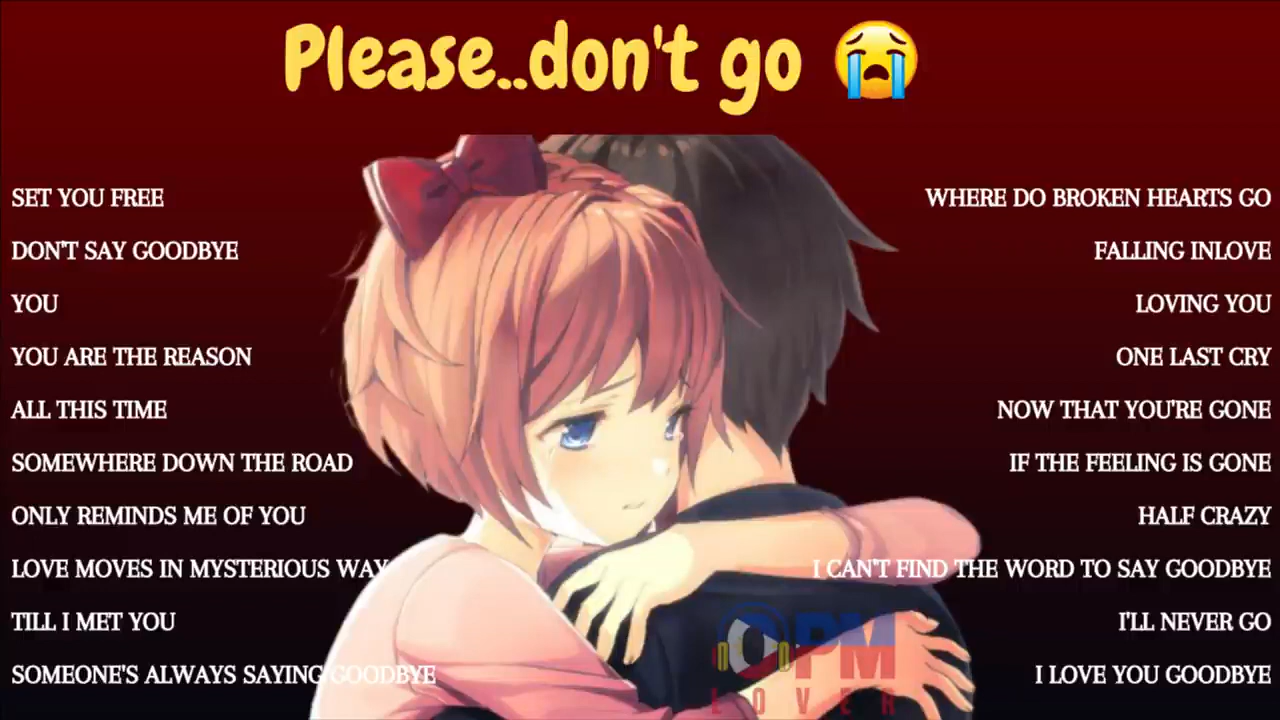 Please..don't go 😭
SET YOU FREE
DON'T SAY GOODBYE
YOU
YOU ARE THE REASON
ALL THIS TIME
SOMEWHERE DOWN THE ROAD
ONLY REMINDS ME OF YOU
LOVE MOVES IN MYSTERIOUS WAY
TILL I MET YOU
SOMEONE'S ALWAYS SAYING GOODBYE
WHERE DO BROKEN HEARTS GO
FALLING INLOVE
LOVING YOU
ONE LAST CRY
NOW THAT YOU'RE GONE
IF THE FEELING IS GONE
HALF CRAZY
I CAN'T FIND THE WORD TO SAY GOODBYE
I'LL NEVER GO
I LOVE YOU GOODBYE
OPM
LOVER